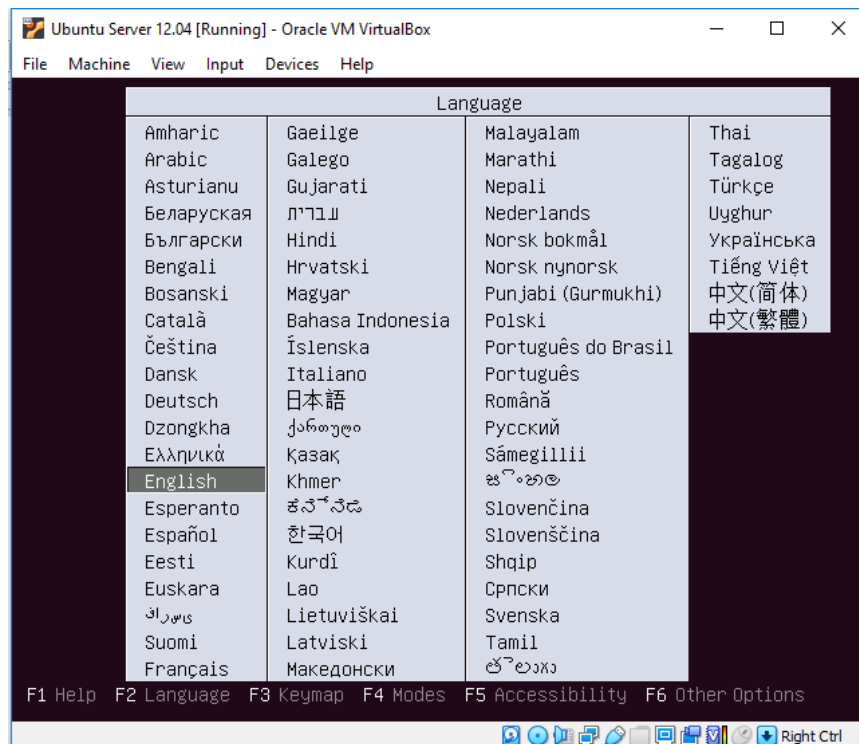 Ubuntu Server 12.04 [Running] - Oracle VM VirtualBox
File Machine View Input Devices Help
Language
Amharic
Arabic
Asturianu
Беларуская
Български
Bengali
Bosanski
Català
Čeština
Dansk
Deutsch
Dzongkha
Ελληνικά
English
Esperanto
Español
Eesti
Euskara
فارسی
Suomi
Français
Gaeilge
Galego
Gujarati
עברית
Hindi
Hrvatski
Magyar
Bahasa Indonesia
Íslenska
Italiano
日本語
ქართული
Қазақ
Khmer
ಕನ್ನಡ
한국어
Kurdî
Lao
Lietuviškai
Latviski
Македонски
Malayalam
Marathi
Nepali
Nederlands
Norsk bokmål
Norsk nynorsk
Punjabi (Gurmukhi)
Polski
Português do Brasil
Português
Română
Русский
Sámegillii
සිංහල
Slovenčina
Slovenščina
Shqip
Српски
Svenska
Tamil
తెలుగు
Thai
Tagalog
Türkçe
Uyghur
Українська
Tiếng Việt
中文(简体)
中文(繁體)
F1 Help F2 Language F3 Keymap F4 Modes F5 Accessibility F6 Other Options
Right Ctrl